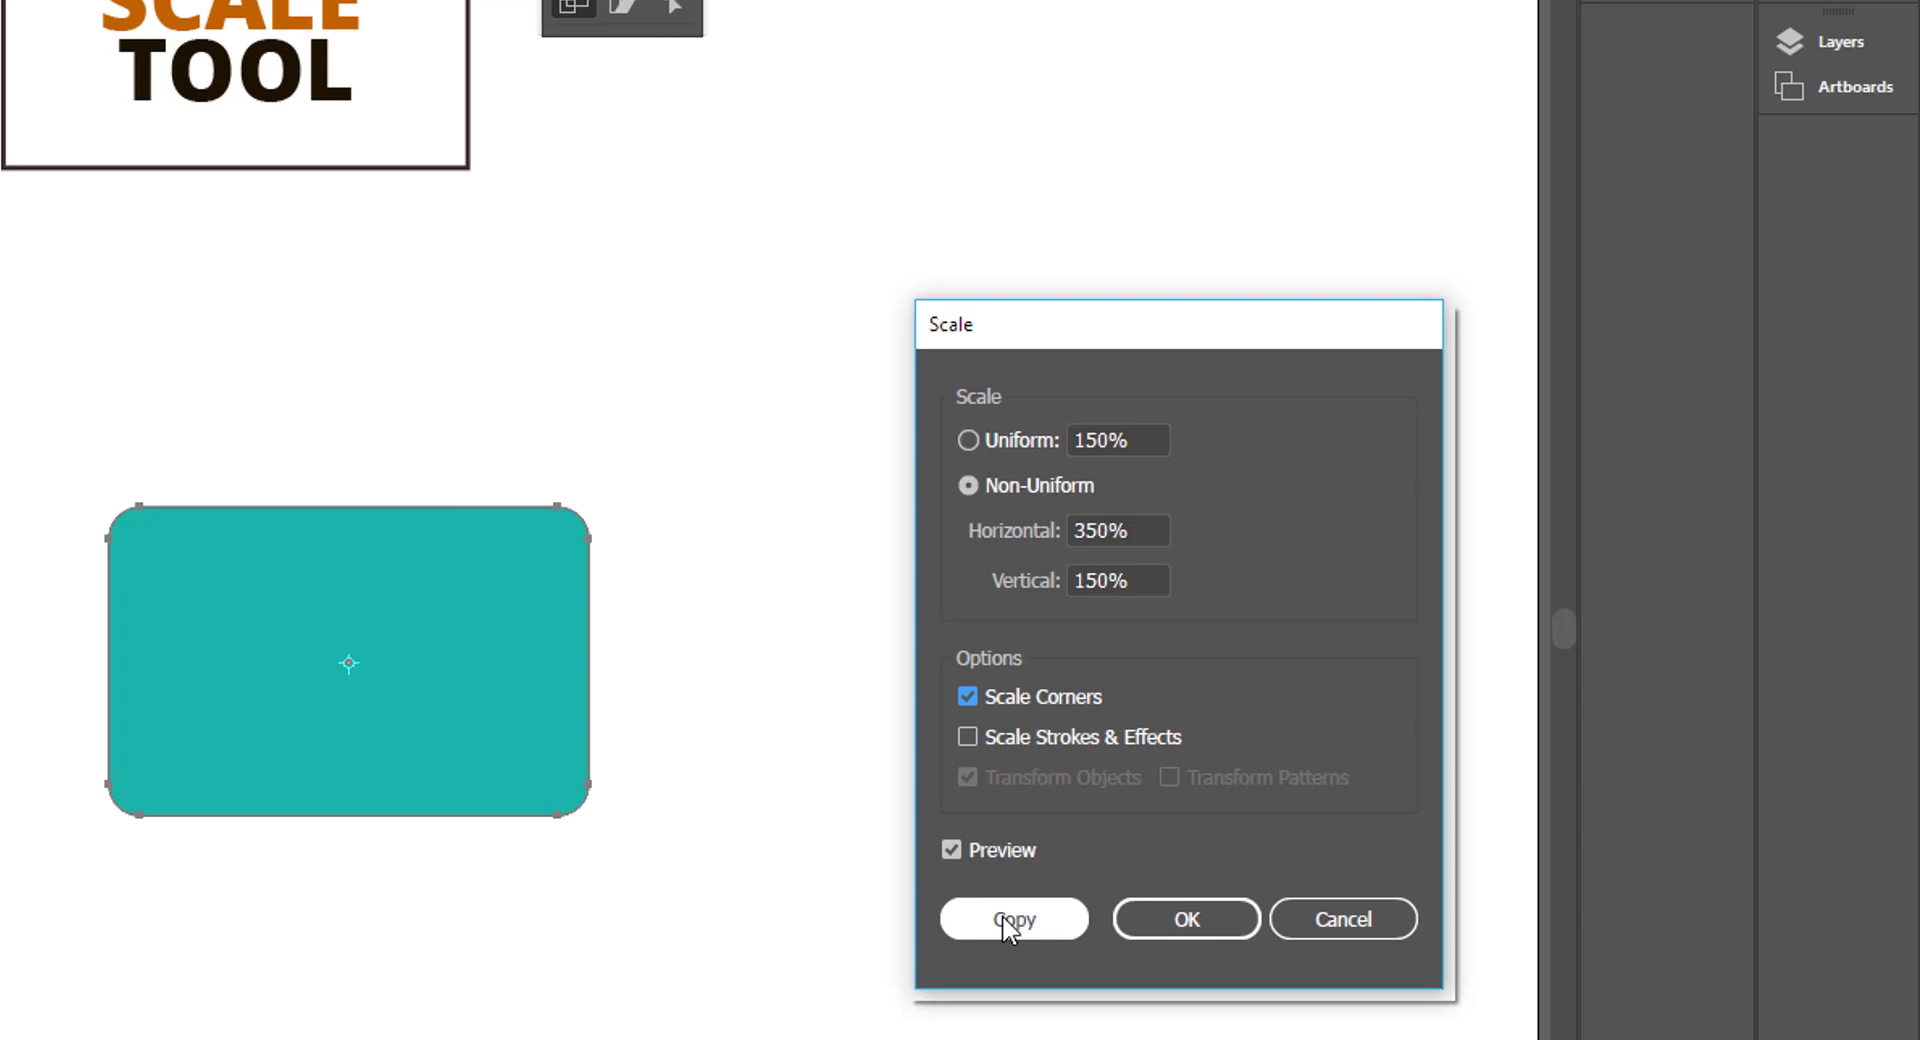 SCALE
TOOL
Layers
Artboards
Scale
Scale
Uniform: 150%
Non-Uniform
Horizontal: 350%
Vertical: 150%
Options
Scale Corners
Scale Strokes & Effects
Transform Objects Transform Patterns
Preview
Copy OK Cancel